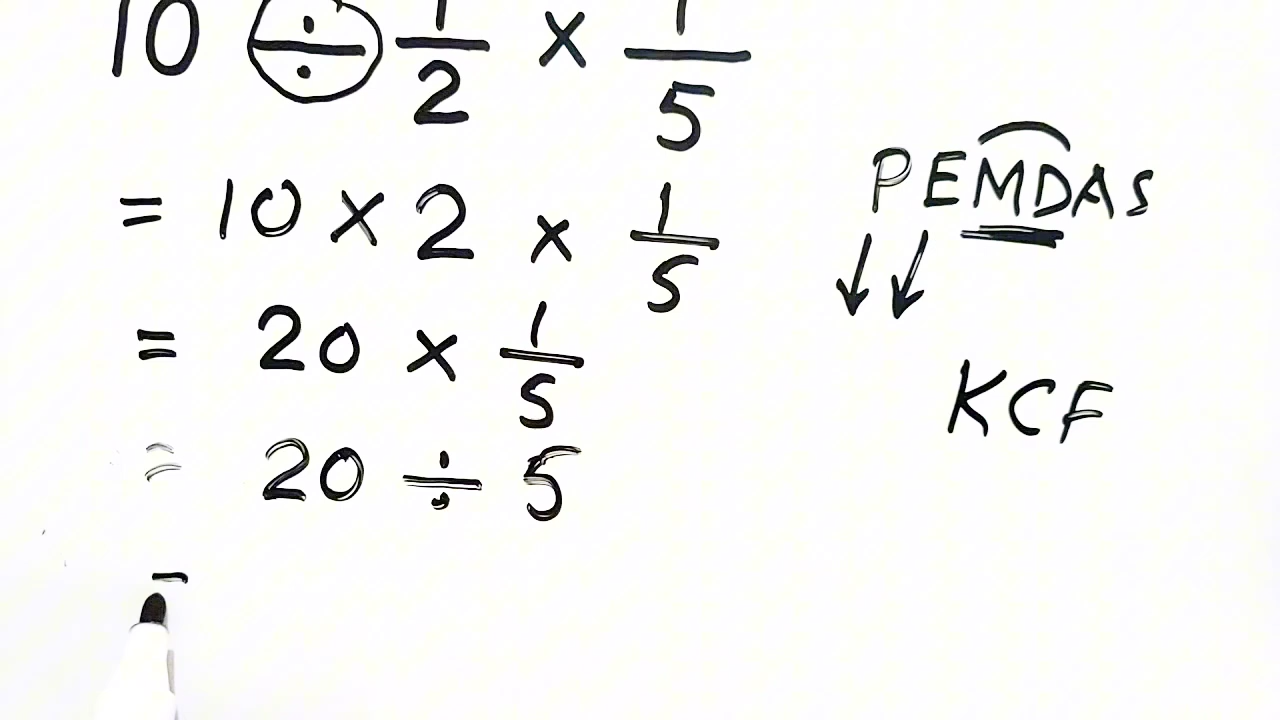 10 ÷ 1/2 × 1/5
= 10 × 2 × 1/5
= 20 × 1/5
= 20 ÷ 5
PEMDAS
KCF